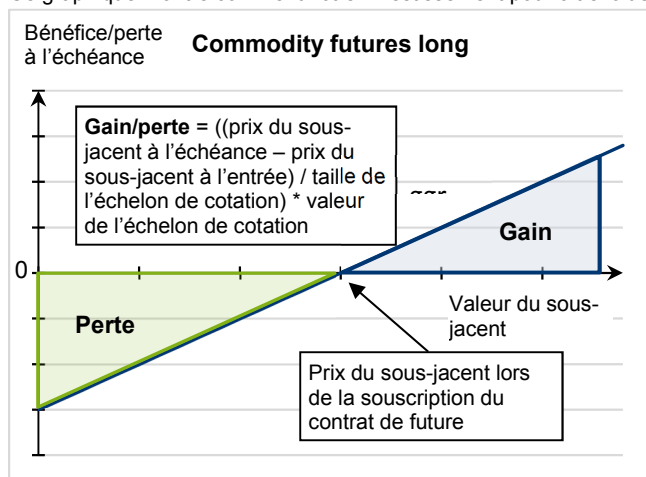 Bénéfice/perte
à l'échéance
Commodity futures long
Gain/perte = ((prix du sous-
jacent à l'échéance – prix du
sous-jacent à l'entrée) / taille de
l'échelon de cotation) * valeur
de l'échelon de cotation
Gain
0
Perte
Valeur du sous-
jacent
Prix du sous-jacent lors
de la souscription du
contrat de future